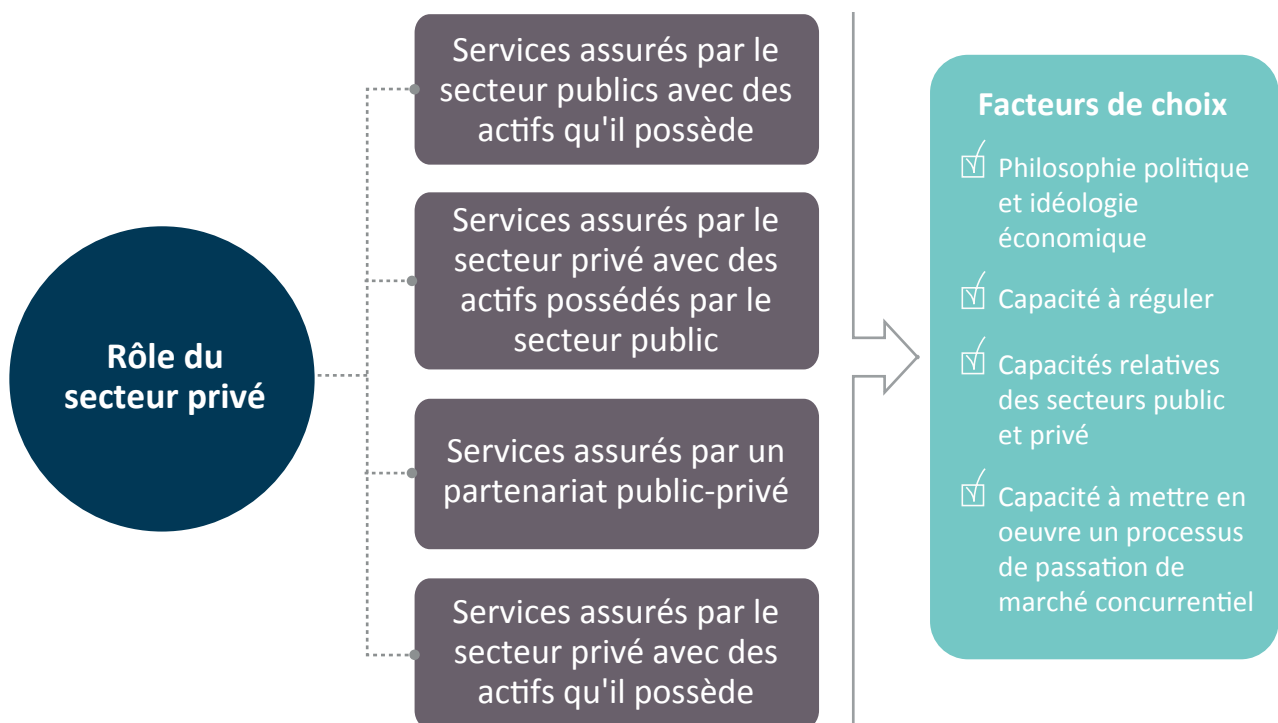 Rôle du
secteur privé
Services assurés par le
secteur publics avec des
actifs qu'il possède
Services assurés par le
secteur privé avec des
actifs possédés par le
secteur public
Services assurés par un
partenariat public-privé
Services assurés par le
secteur privé avec des
actifs qu'il possède
Facteurs de choix
Philosophie politique
et idéologie
économique
Capacité à réguler
Capacités relatives
des secteurs public
et privé
Capacité à mettre en
oeuvre un processus
de passation de
marché concurrentiel